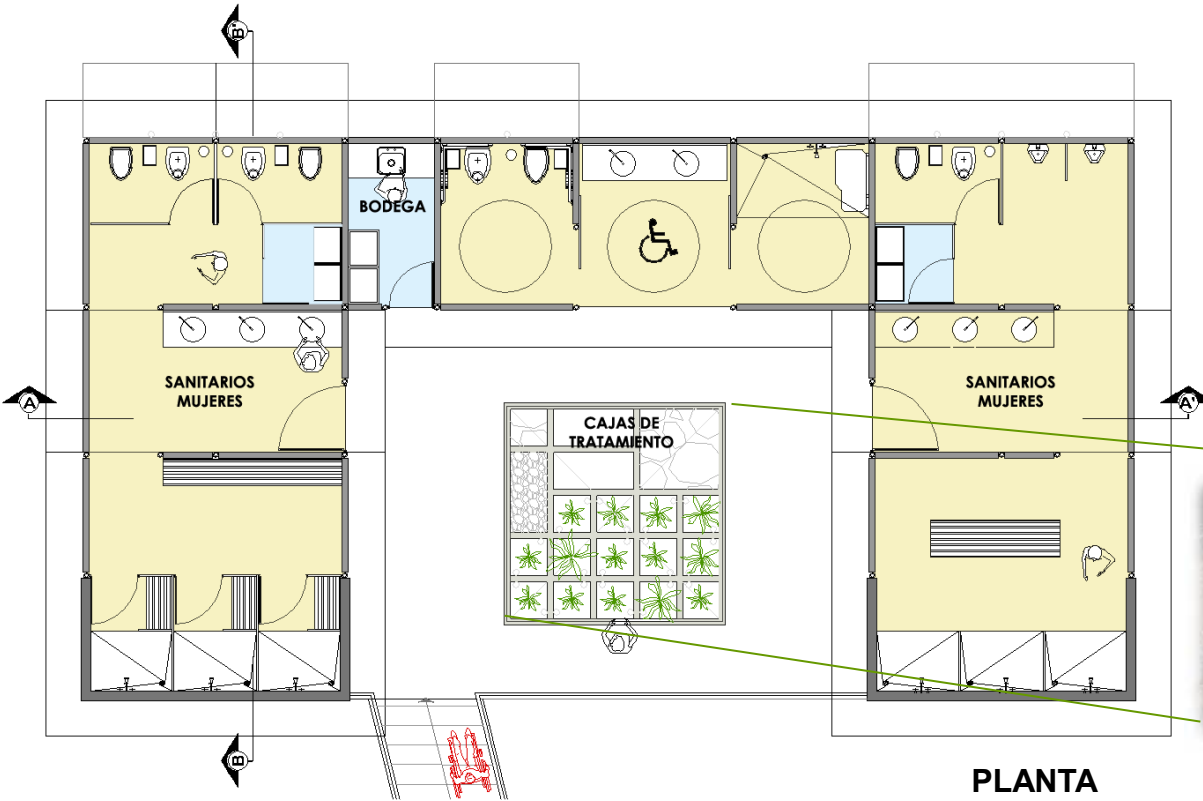 B'
BODEGA
SANITARIOS
MUJERES
SANITARIOS
MUJERES
A
A'
CAJAS DE
TRATAMIENTO
B
PLANTA